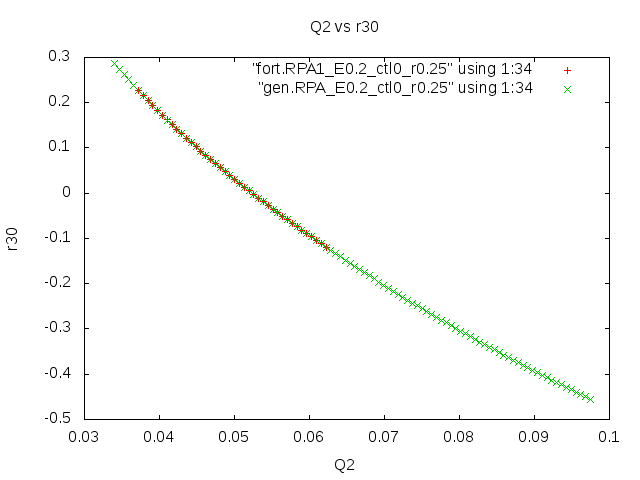 Q2 vs r30
"fort.RPA1_E0.2_ctl0_r0.25" using 1:34
"gen.RPA_E0.2_ctl0_r0.25" using 1:34
0.3
0.2
0.1
0
-0.1
-0.2
-0.3
-0.4
-0.5
r30
0.03 0.04 0.05 0.06 0.07 0.08 0.09 0.1
Q2